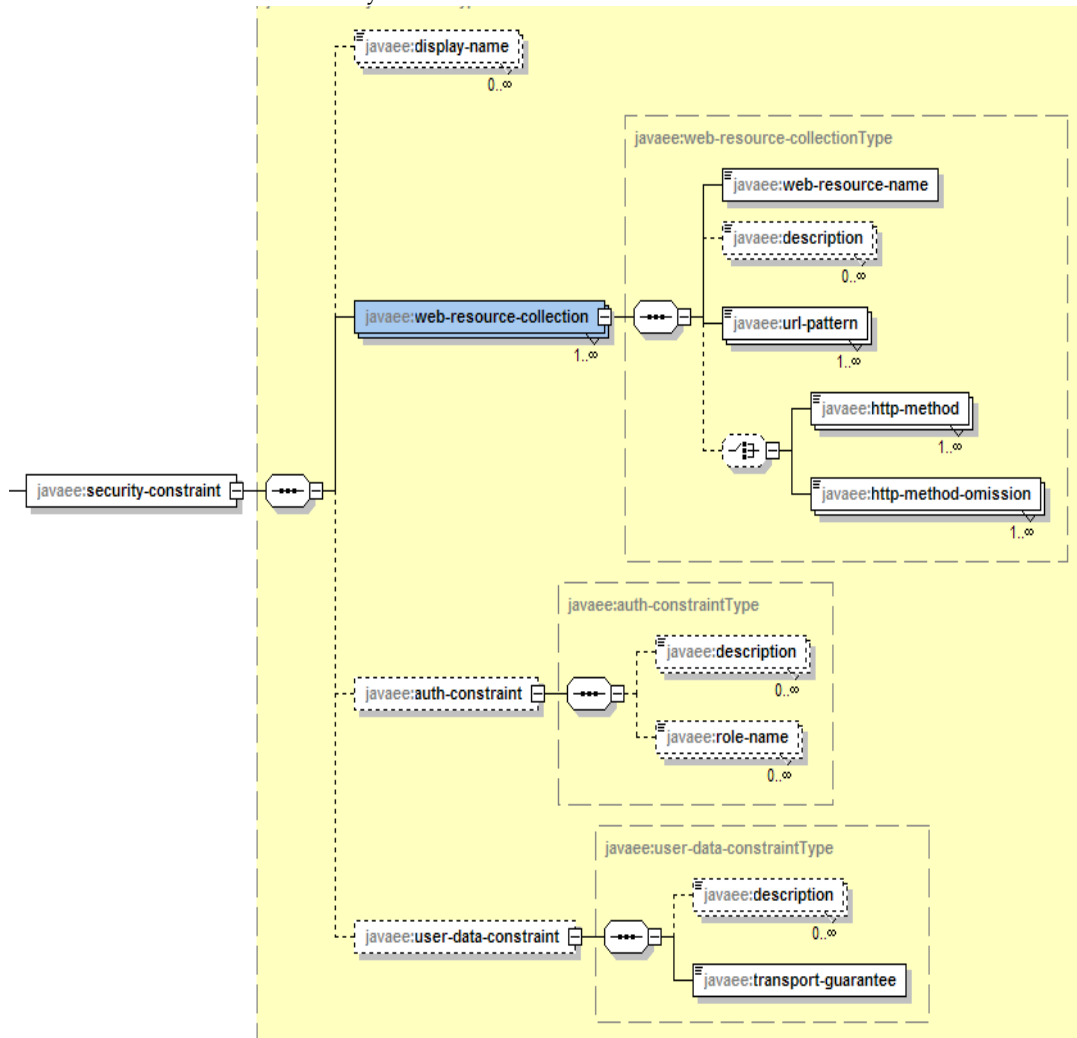 javaee:display-name
0..∞
javaee:web-resource-collectionType
javaee:web-resource-name
javaee:description
0..∞
javaee:web-resource-collection
1..∞
javaee:url-pattern
1..∞
javaee:http-method
1..∞
javaee:security-constraint
javaee:http-method-omission
1..∞
javaee:auth-constraintType
javaee:description
0..∞
javaee:auth-constraint
javaee:role-name
0..∞
javaee:user-data-constraintType
javaee:description
0..∞
javaee:user-data-constraint
javaee:transport-guarantee